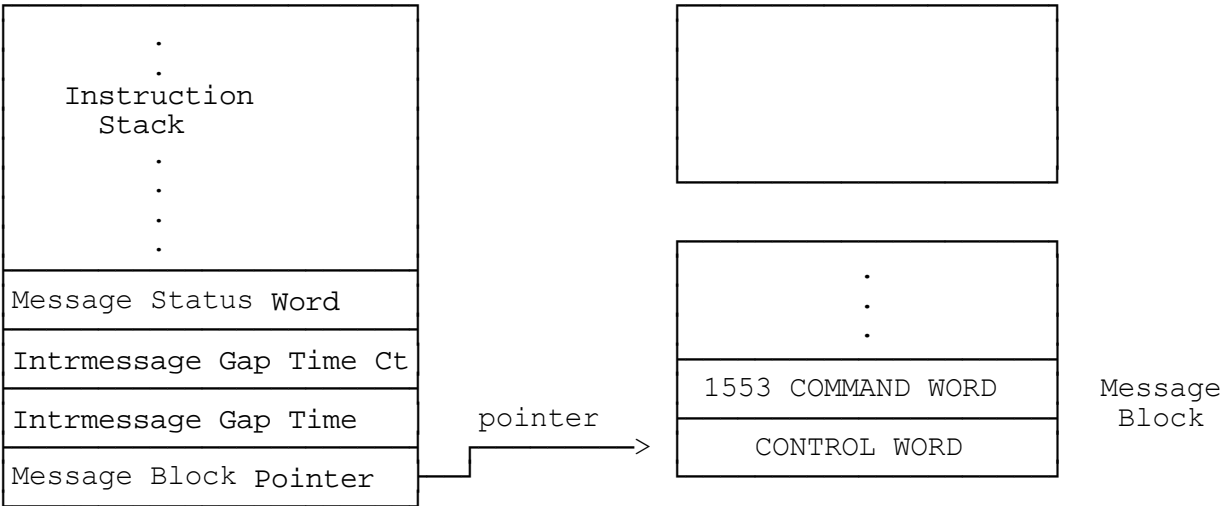 .
.
Instruction
Stack
.
.
.
.
Message Status Word
Intrmessage Gap Time Ct
Intrmessage Gap Time
Message Block Pointer
pointer
>
.
.
.
1553 COMMAND WORD
CONTROL WORD
Message
Block